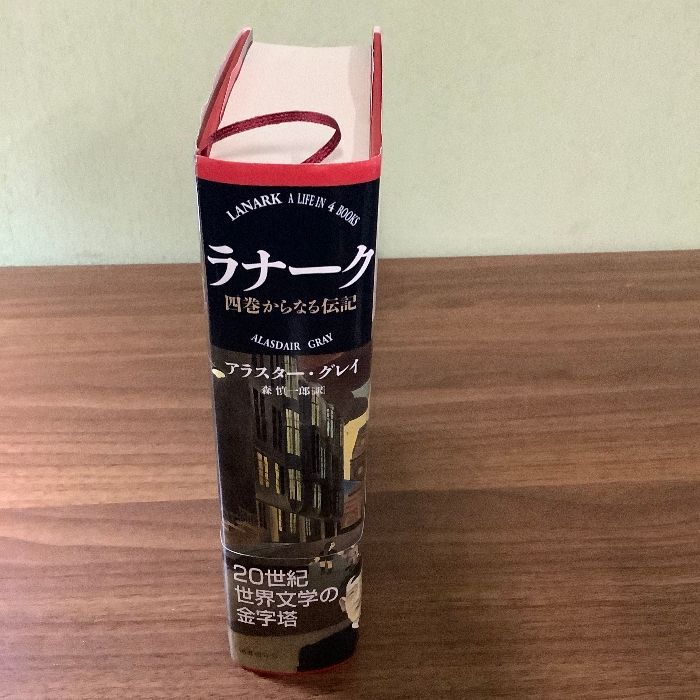 LANARK A LIFE IN 4 BOOKS
ラナーク
四巻からなる伝記
ALASDAIR GRAY
アラスター・グレイ
森慎一郎 訳
20世紀
世界文学の
金字塔